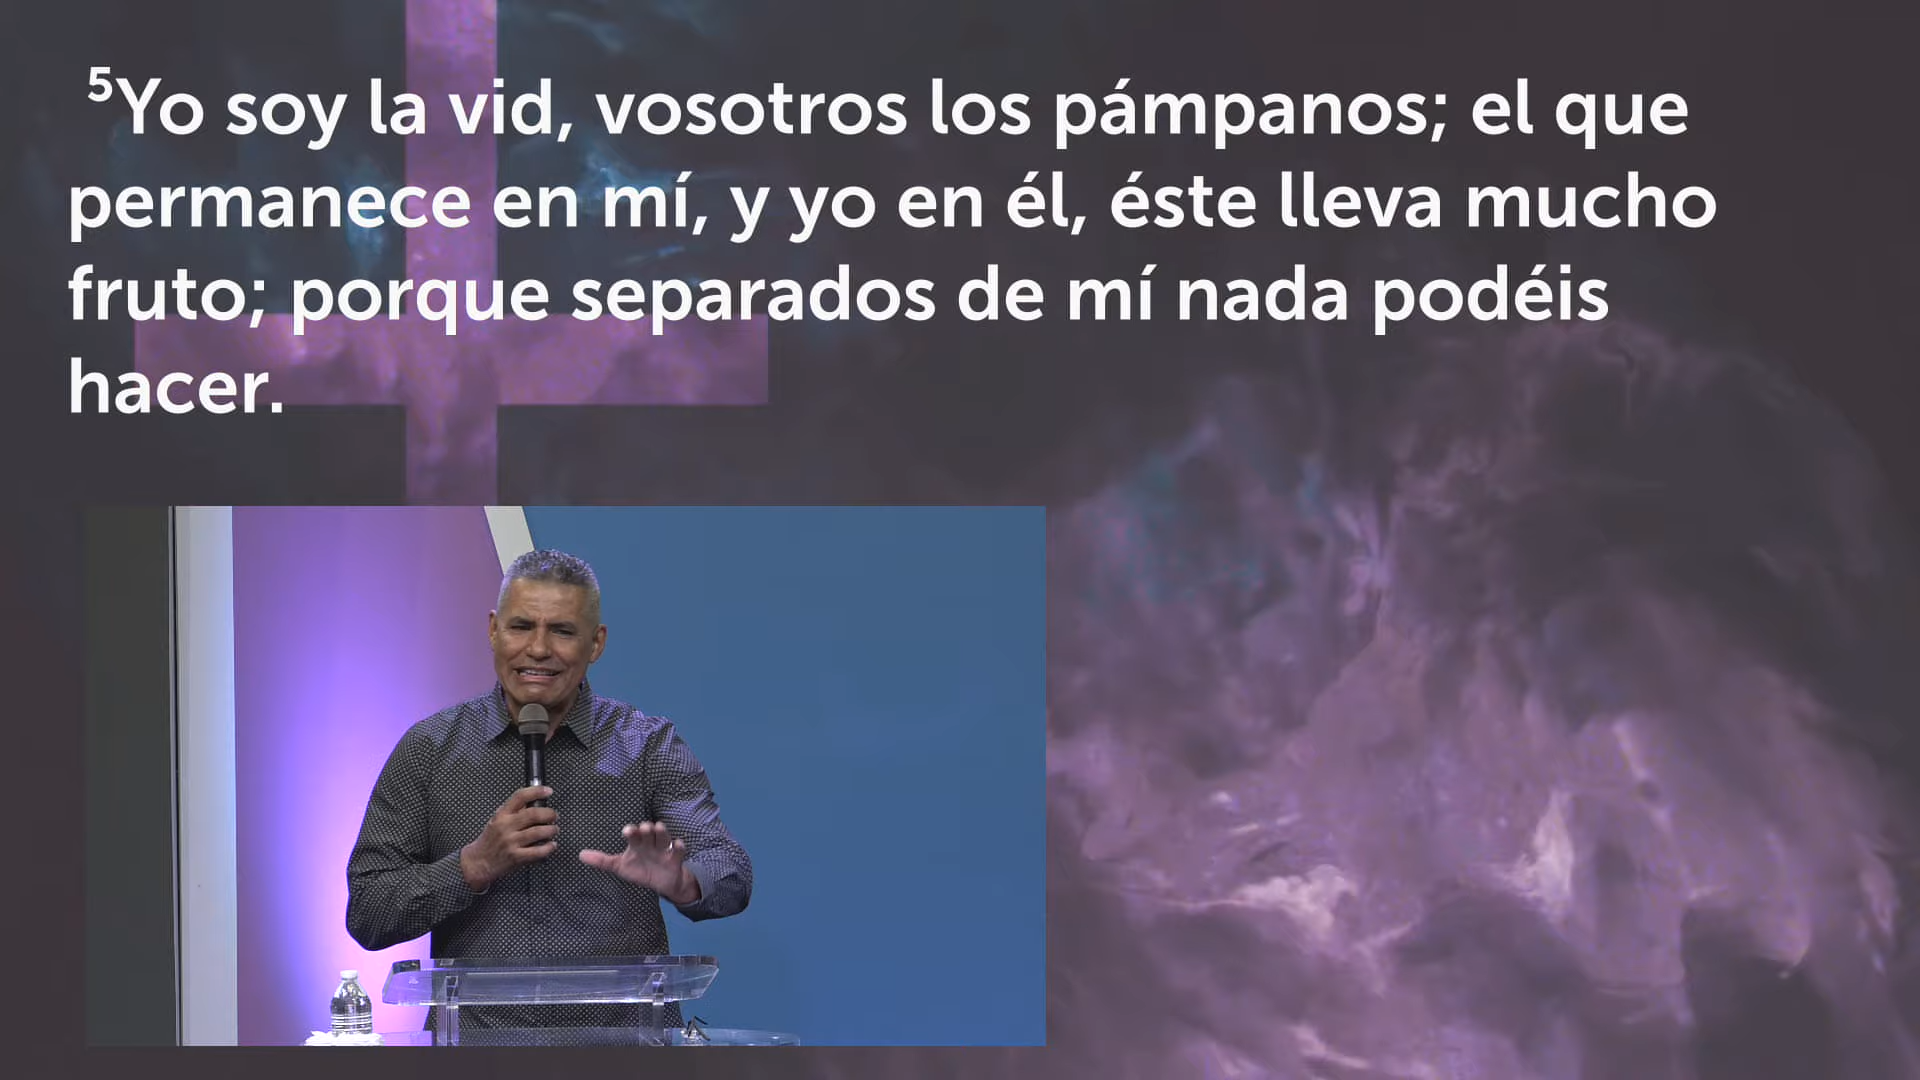 ⁵Yo soy la vid, vosotros los pámpanos; el que
permanece en mí, y yo en él, éste lleva mucho
fruto; porque separados de mí nada podéis
hacer.